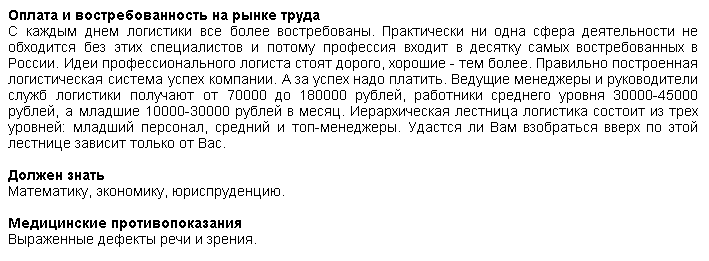 Оплата и востребованность на рынке труда
С каждым днем логистики все более востребованы. Практически ни одна сфера деятельности не
обходится без этих специалистов и потому профессия входит в десятку самых востребованных в
России. Идеи профессионального логиста стоят дорого, хорошие - тем более. Правильно построенная
логистическая система успех компании. А за успех надо платить. Ведущие менеджеры и руководители
служб логистики получают от 70000 до 180000 рублей, работники среднего уровня 30000-45000
рублей, а младшие 10000-30000 рублей в месяц. Иерархическая лестница логистика состоит из трех
уровней: младший персонал, средний и топ-менеджеры. Удастся ли Вам взобраться вверх по этой
лестнице зависит только от Вас.
Должен знать
Математику, экономику, юриспруденцию.
Медицинские противопоказания
Выраженные дефекты речи и зрения.